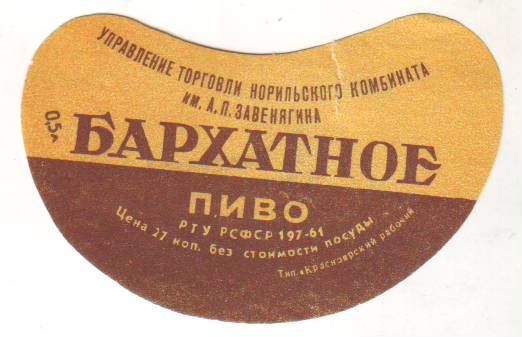 УПРАВЛЕНИЕ ТОРГОВЛИ НОРИЛЬСКОГО КОМБИНАТА
ИМ. А. П. ЗАВЕНЯГИНА
0,5 л
БАРХАТНОЕ
ПИВО
РТУ РСФСР 197-61
Цена 27 коп. без стоимости посуды
Тип. «Красноярский рабочий